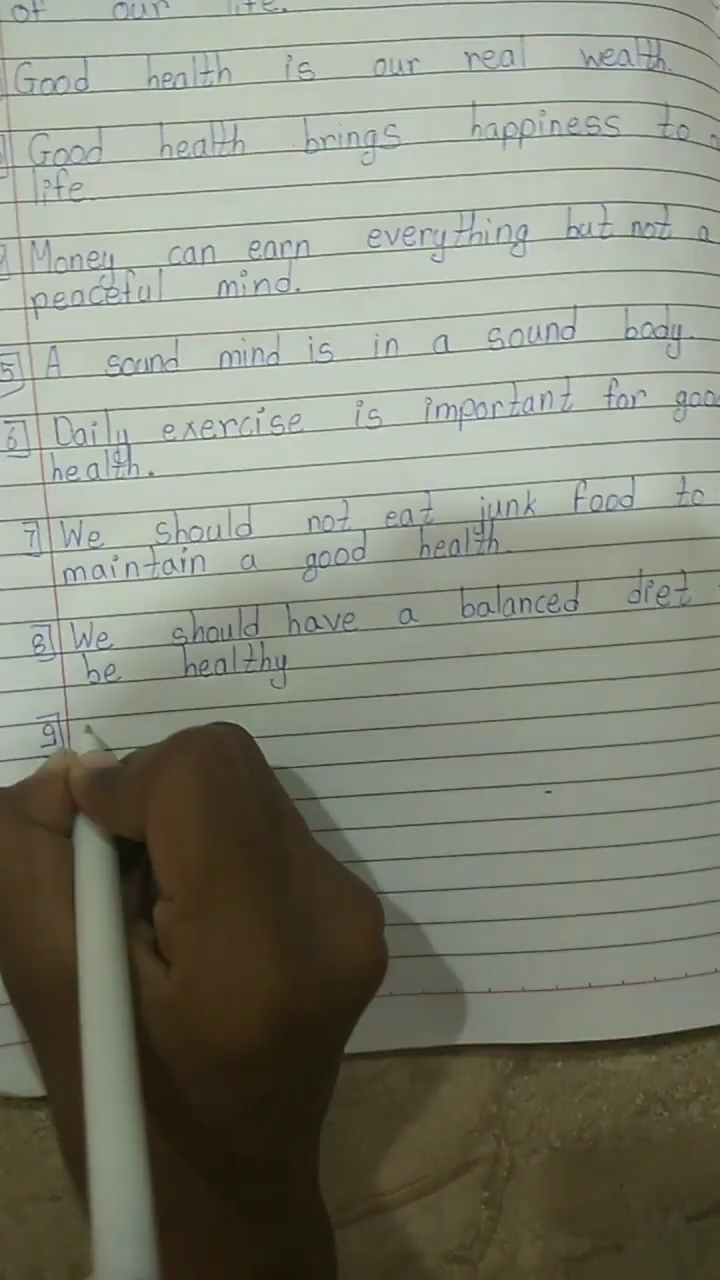 of our life.
Good health is our real wealth.
Good health brings happiness to
life.
Money can earn everything but not a
peaceful mind.
5] A sound mind is in a sound body.
6] Daily exercise is important for good
health.
7] We should not eat junk food to
maintain a good health.
8] We should have a balanced diet
be healthy
9]